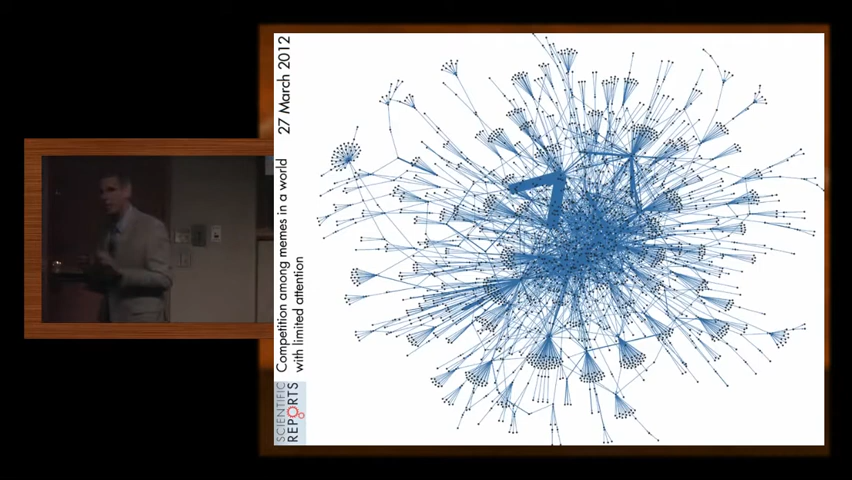 SCIENTIFIC
REPORTS
Competition among memes in a world
with limited attention
27 March 2012